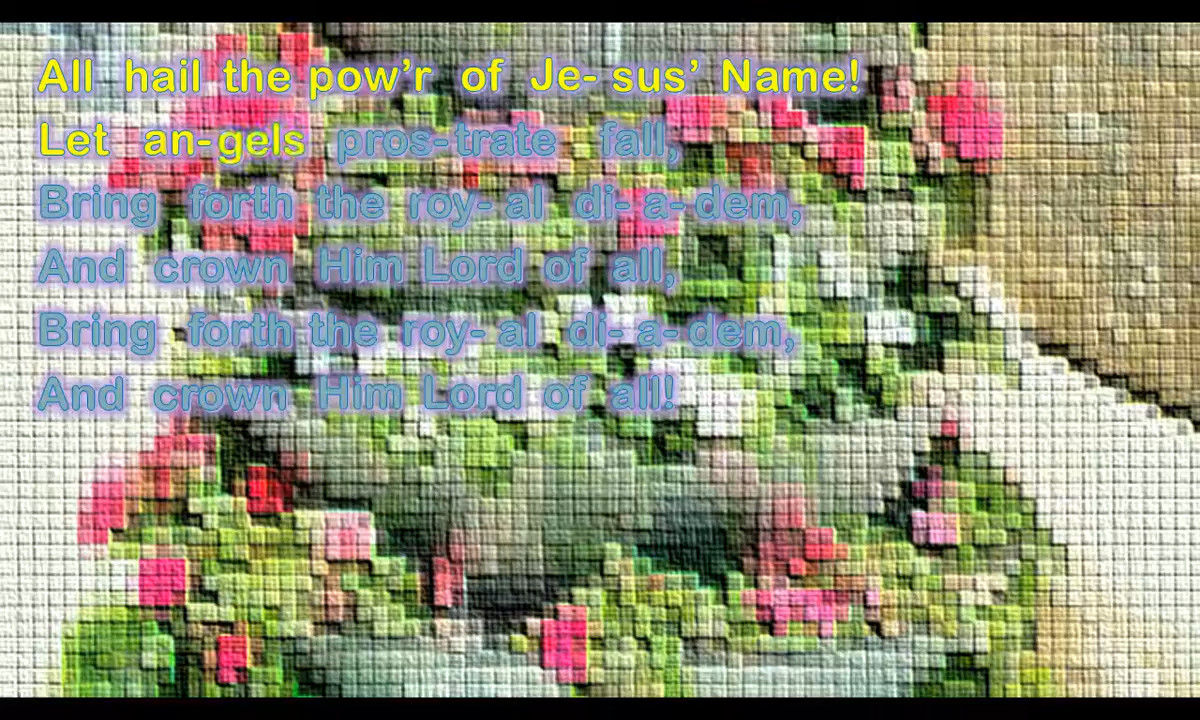 All hail the pow’r of Je- sus’ Name!
Let an- gels pros- trate fall,
Bring forth the roy- al di- a- dem,
And crown Him Lord of all,
Bring forth the roy- al di- a- dem,
And crown Him Lord of all!